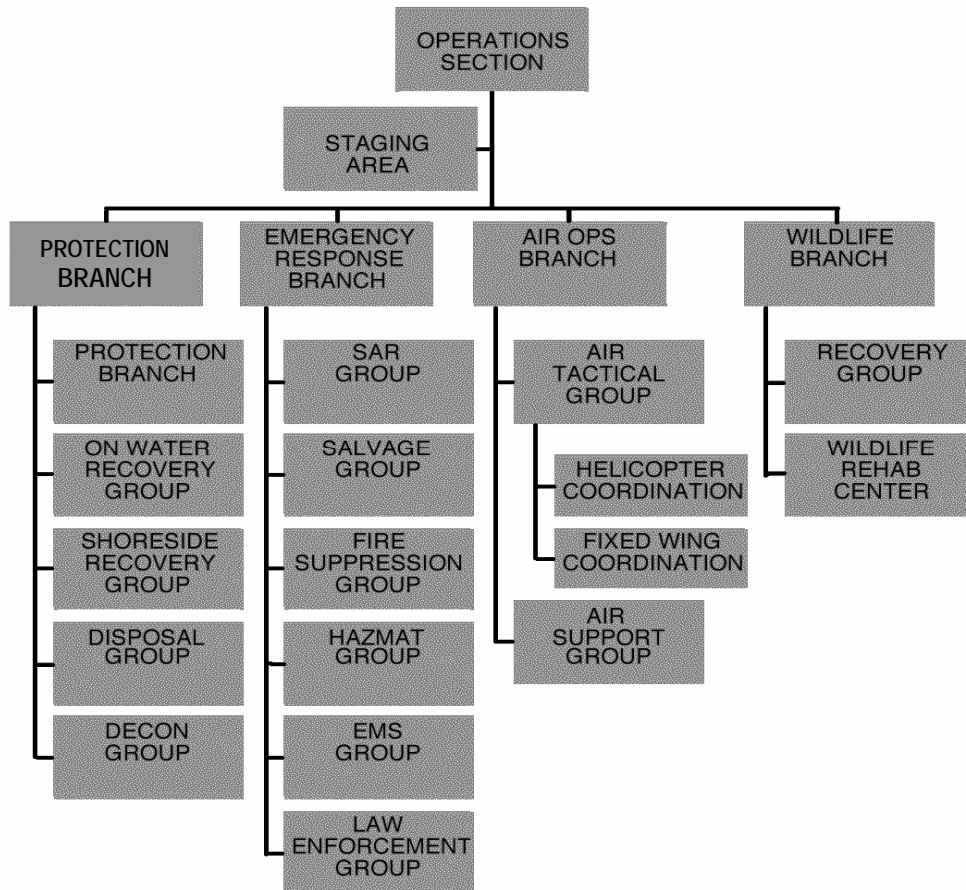 OPERATIONS
SECTION
STAGING
AREA
PROTECTION
BRANCH
PROTECTION
BRANCH
ON WATER
RECOVERY
GROUP
SHORESIDE
RECOVERY
GROUP
DISPOSAL
GROUP
DECON
GROUP
EMERGENCY
RESPONSE
BRANCH
SAR
GROUP
SALVAGE
GROUP
FIRE
SUPPRESSION
GROUP
HAZMAT
GROUP
EMS
GROUP
LAW
ENFORCEMENT
GROUP
AIR OPS
BRANCH
AIR
TACTICAL
GROUP
HELICOPTER
COORDINATION
FIXED WING
COORDINATION
AIR
SUPPORT
GROUP
WILDLIFE
BRANCH
RECOVERY
GROUP
WILDLIFE
REHAB
CENTER